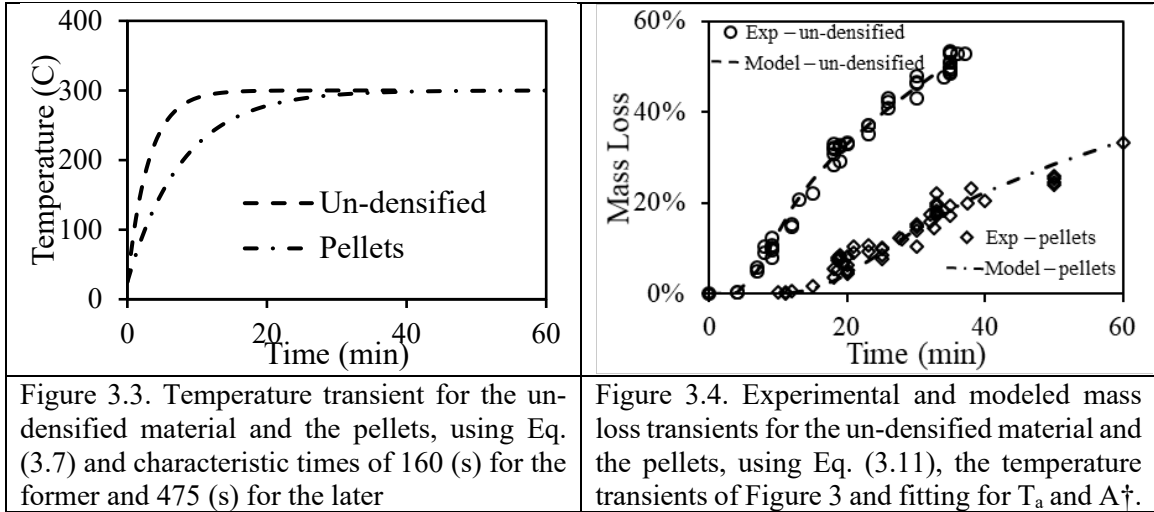 400
300
200
100
0
Temperature (C)
Un-densified
Pellets
0
20
40
60
Time (min)
60%
40%
20%
0%
Mass Loss
Exp – un-densified
Model – un-densified
Exp – pellets
Model – pellets
0
20
40
60
Time (min)
Figure 3.3. Temperature transient for the un-
densified material and the pellets, using Eq.
(3.7) and characteristic times of 160 (s) for the
former and 475 (s) for the later
Figure 3.4. Experimental and modeled mass
loss transients for the un-densified material and
the pellets, using Eq. (3.11), the temperature
transients of Figure 3 and fitting for Tₐ and A†.